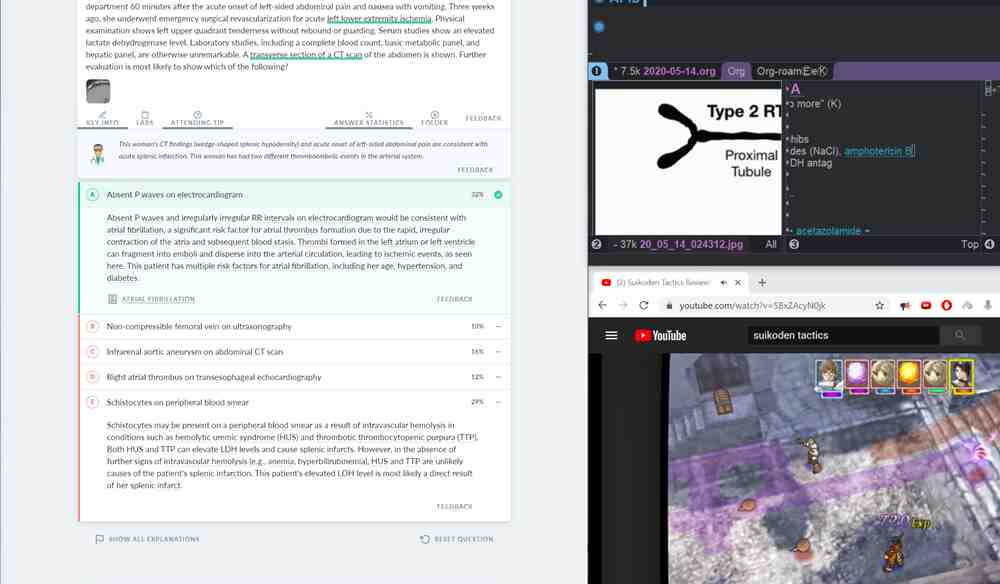 department 60 minutes after the acute onset of left-sided abdominal pain and nausea with vomiting. Three weeks
ago, she underwent emergency surgical revascularization for acute left lower extremity ischemia. Physical
examination shows left upper quadrant tenderness without rebound or guarding. Serum studies show an elevated
lactate dehydrogenase level. Laboratory studies, including a complete blood count, basic metabolic panel, and
hepatic panel, are otherwise unremarkable. A transverse section of a CT scan of the abdomen is shown. Further
evaluation is most likely to show which of the following?
KEY INFO
LABS
ATTENDING TIP
ANSWER STATISTICS
FOLDER
FEEDBACK
This woman's CT findings (wedge-shaped splenic hypodensity) and acute onset of left-sided abdominal pain are consistent with
acute splenic infarction. This woman has had two different thromboembolic events in the arterial system.
FEEDBACK
A Absent P waves on electrocardiogram 32%
Absent P waves and irregularly irregular RR intervals on electrocardiogram would be consistent with
atrial fibrillation, a significant risk factor for atrial thrombus formation due to the rapid, irregular
contraction of the atria and subsequent blood stasis. Thrombi formed in the left atrium or left ventricle
can fragment into emboli and disperse into the arterial circulation, leading to ischemic events, as seen
here. This patient has multiple risk factors for atrial fibrillation, including her age, hypertension, and
diabetes.
ATRIAL FIBRILLATION
FEEDBACK
B Non-compressible femoral vein on ultrasonography 10% –
C Infrarenal aortic aneurysm on abdominal CT scan 16% –
D Right atrial thrombus on transesophageal echocardiography 12% –
E Schistocytes on peripheral blood smear 29% –
Schistocytes may be present on a peripheral blood smear as a result of intravascular hemolysis in
conditions such as hemolytic uremic syndrome (HUS) and thrombotic thrombocytopenic purpura (TTP).
Both HUS and TTP can elevate LDH levels and cause splenic infarcts. However, in the absence of
further signs of intravascular hemolysis (e.g., anemia, hyperbilirubinemia), HUS and TTP are unlikely
causes of the patient's splenic infarction. This patient's elevated LDH level is most likely a direct result
of her splenic infarct.
FEEDBACK
SHOW ALL EXPLANATIONS
RESET QUESTION
1 * 7.5k 2020-05-14.org Org Org-roam
Type 2 RT
Proximal
Tubule
A
more" (K)
hibs
des (NaCl), amphotericin B
DH antag
acetazolamide
2 - 37k 20_05_14_024312.jpg All 3 Top 4
(2) Suikoden Tactics Review
youtube.com/watch?v=S8xZAcyN0jk
YouTube
suikoden tactics
720 Exp.